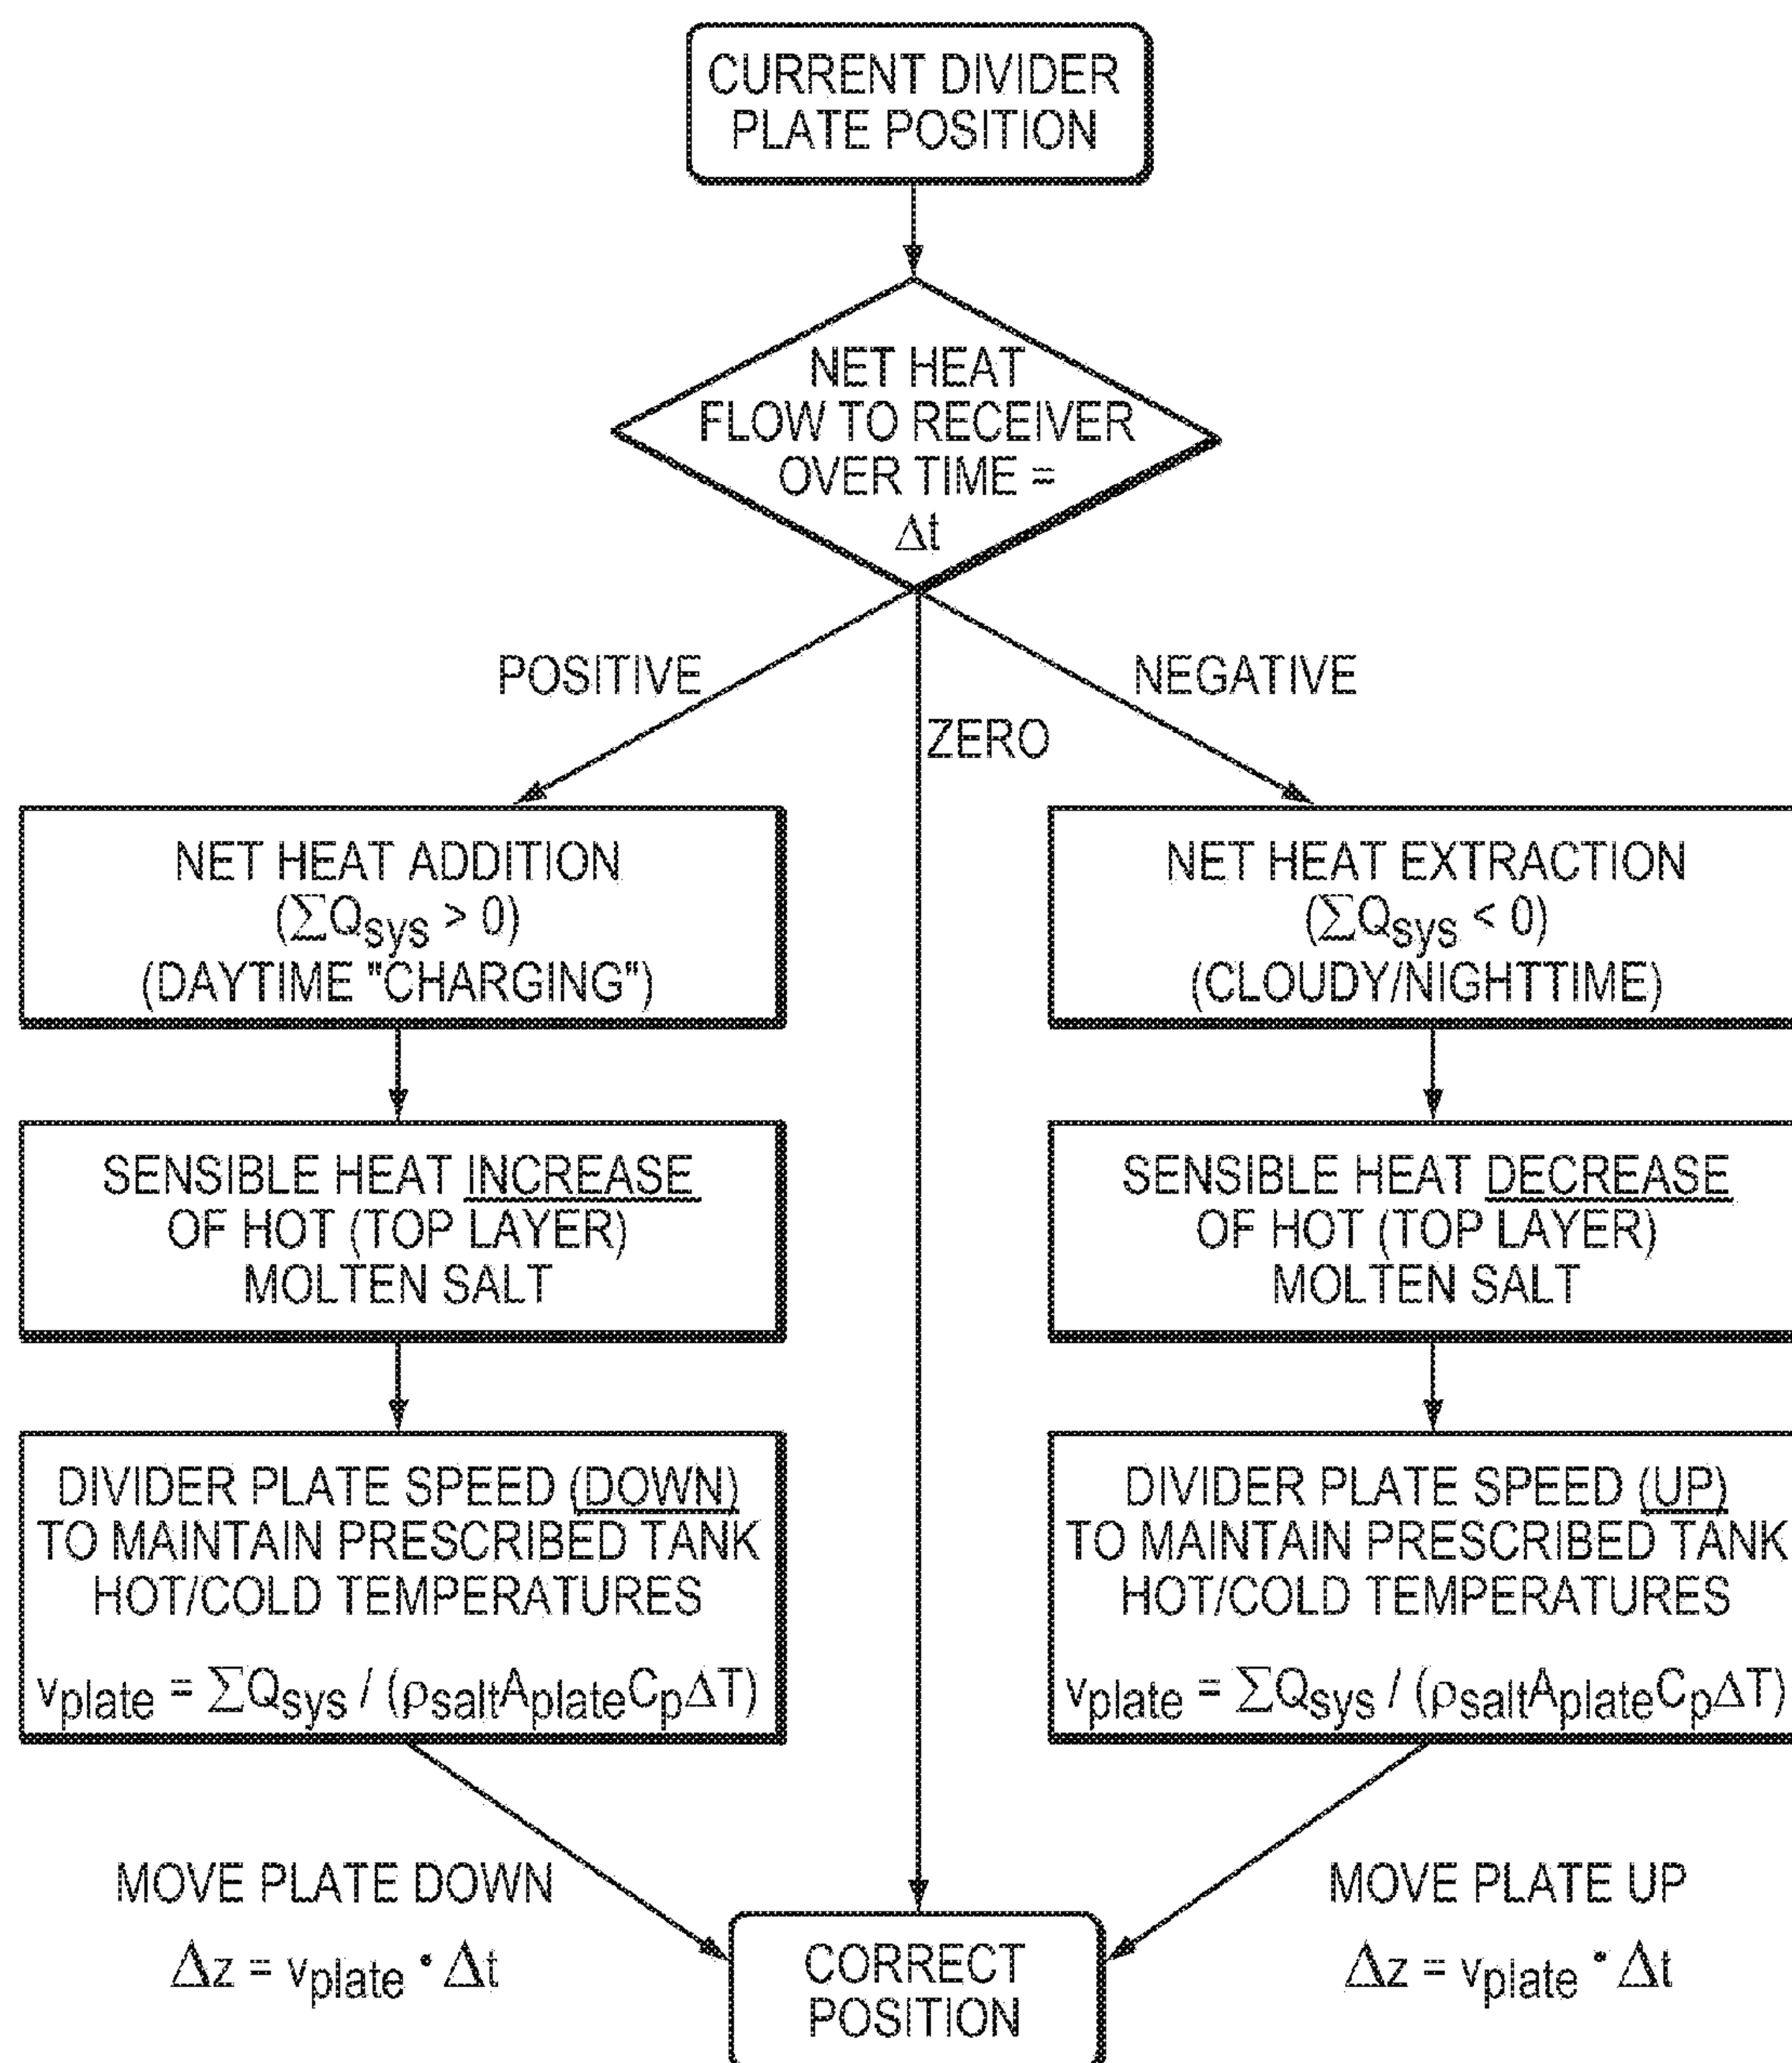 CURRENT DIVIDER
PLATE POSITION
NET HEAT
FLOW TO RECEIVER
OVER TIME =
Δt
POSITIVE
NEGATIVE
ZERO
NET HEAT ADDITION
(ΣQsys > 0)
(DAYTIME "CHARGING")
NET HEAT EXTRACTION
(ΣQsys < 0)
(CLOUDY/NIGHTTIME)
SENSIBLE HEAT INCREASE
OF HOT (TOP LAYER)
MOLTEN SALT
SENSIBLE HEAT DECREASE
OF HOT (TOP LAYER)
MOLTEN SALT
DIVIDER PLATE SPEED (DOWN)
TO MAINTAIN PRESCRIBED TANK
HOT/COLD TEMPERATURES
vplate = ΣQsys / (ρsaltAplateCpΔT)
DIVIDER PLATE SPEED (UP)
TO MAINTAIN PRESCRIBED TANK
HOT/COLD TEMPERATURES
vplate = ΣQsys / (ρsaltAplateCpΔT)
MOVE PLATE DOWN
Δz = vplate · Δt
MOVE PLATE UP
Δz = vplate · Δt
CORRECT
POSITION